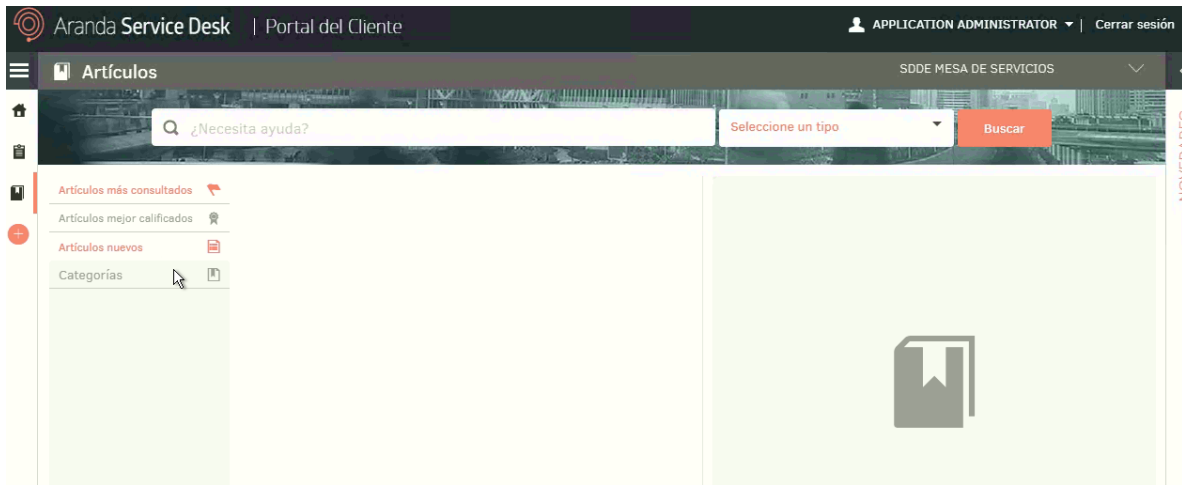 Aranda Service Desk | Portal del Cliente
APPLICATION ADMINISTRATOR | Cerrar sesión
Artículos
SDDE MESA DE SERVICIOS
¿Necesita ayuda?
Seleccione un tipo
Buscar
Artículos más consultados
Artículos mejor calificados
Artículos nuevos
Categorías